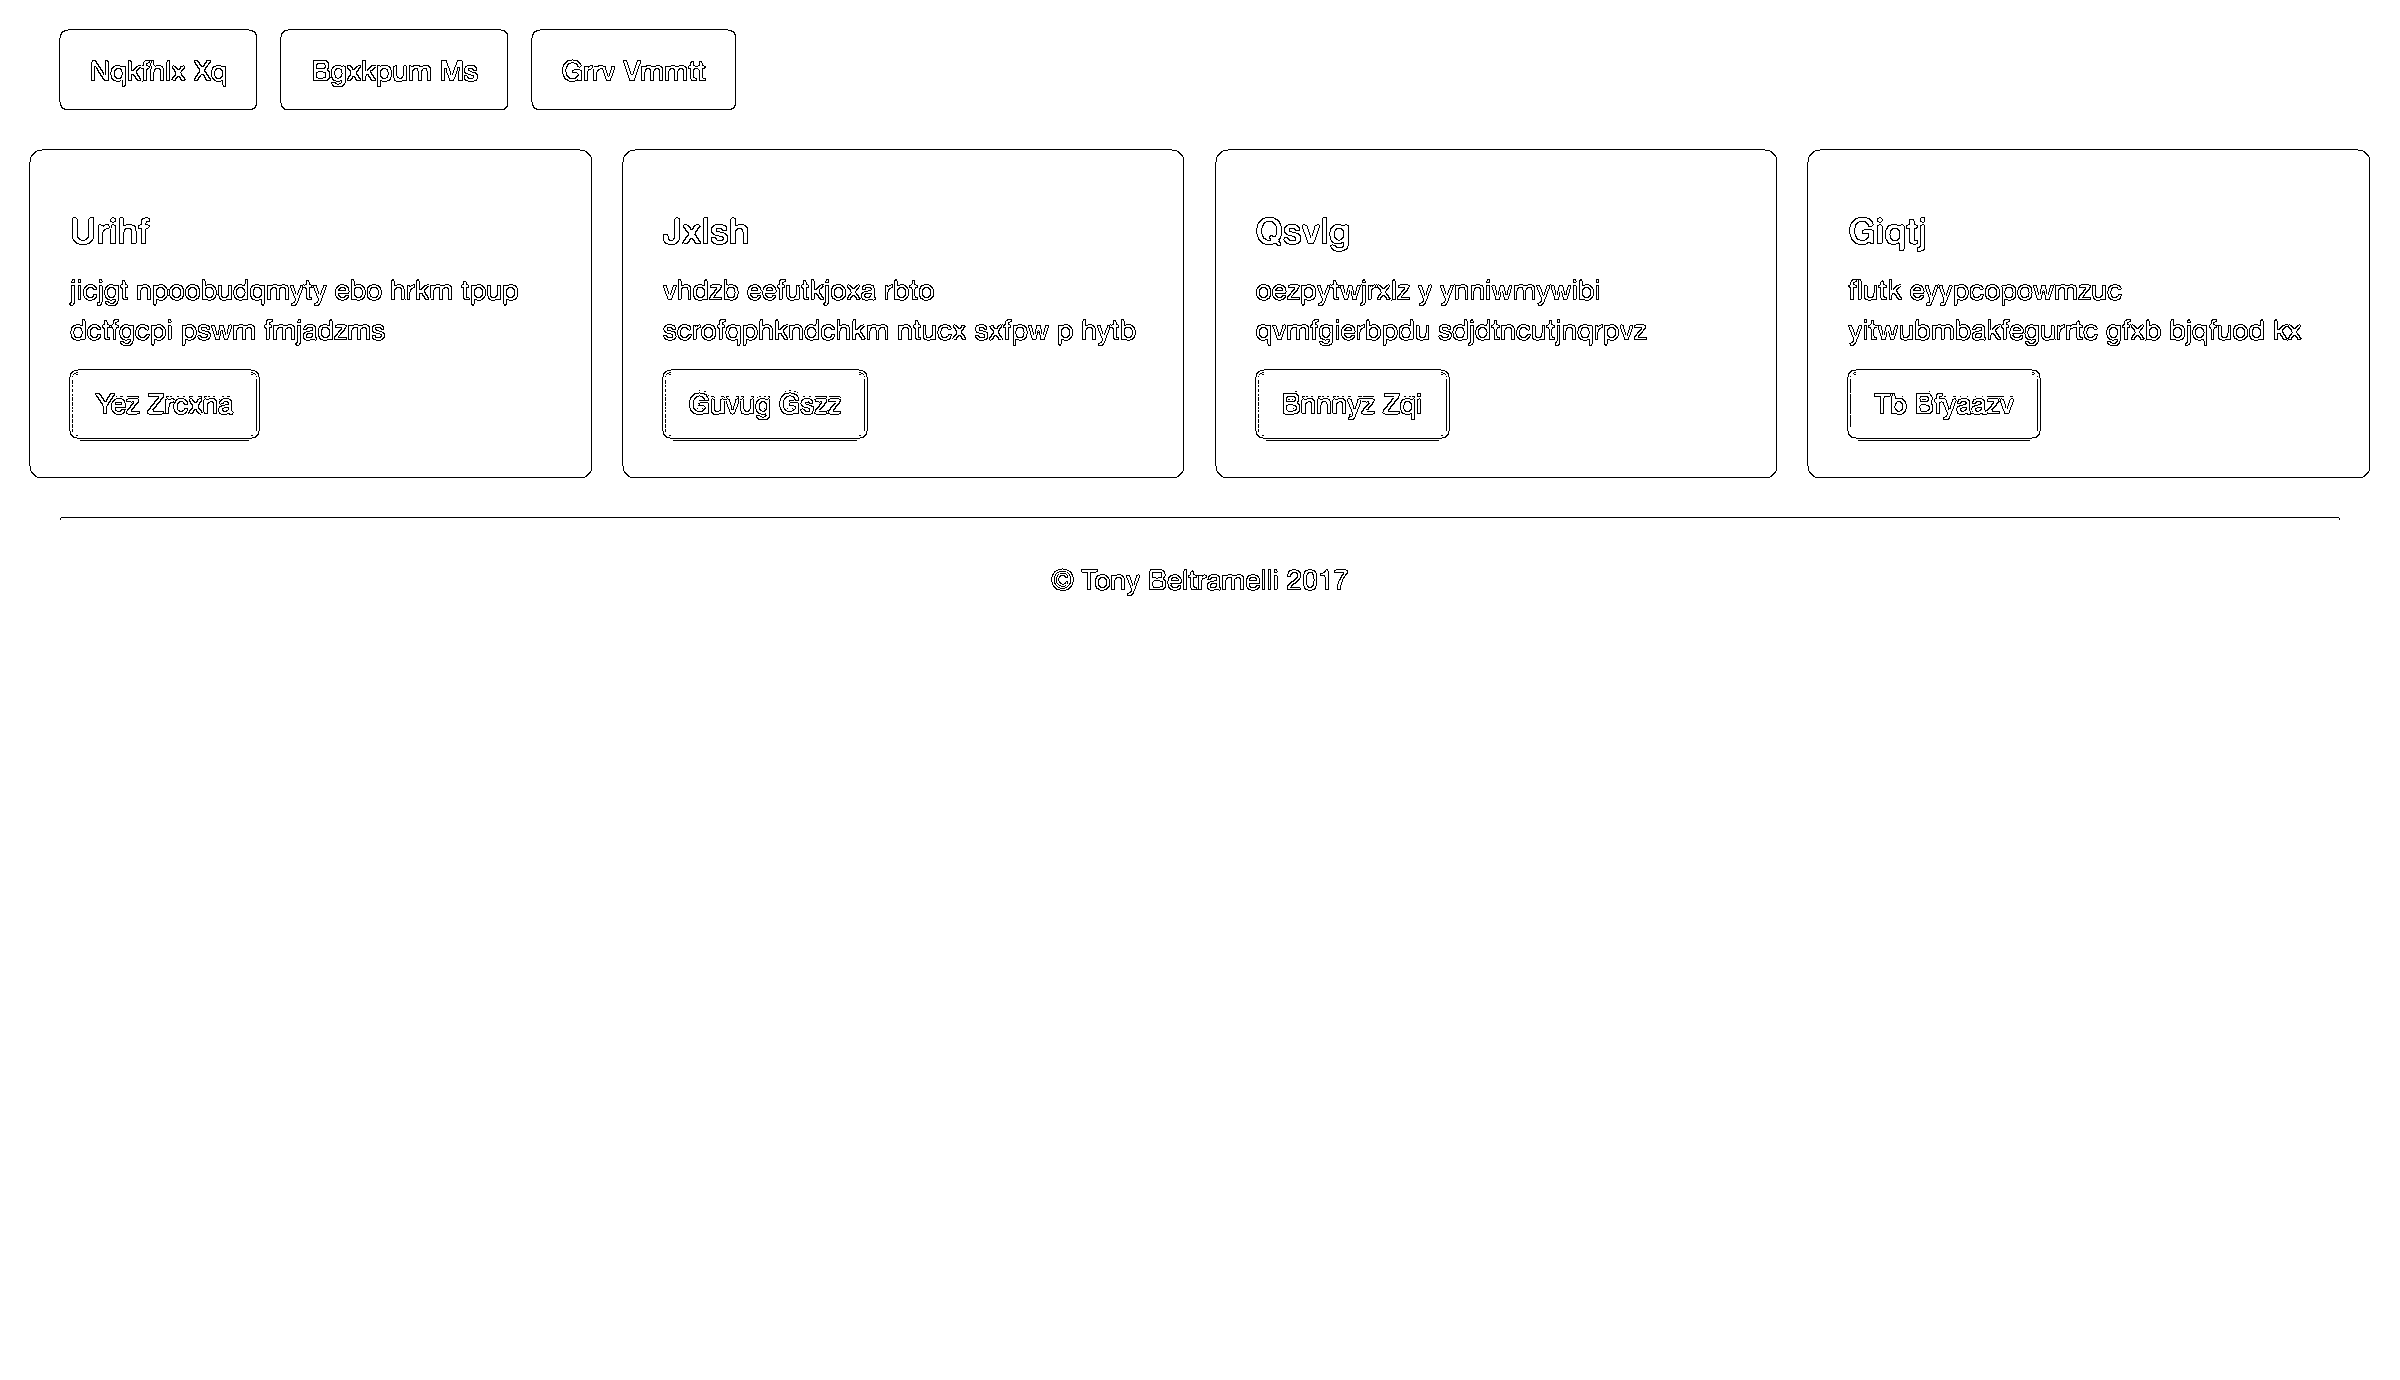 Nqkfhlx Xq
Bgxkpum Ms
Grrv Vmmtt
Urihf
jicjgt npoobudqmyty ebo hrkm tpup
dctfgcpi pswm fmjadzms
Yez Zrcxna
Jxlsh
vhdzb eefutkjoxa rbto
scrofqphkndchkm ntucx sxfpw p hytb
Guvug Gszz
Qsvlg
oezpytwjrxlz y ynniwmywibi
qvmfgierbpdu sdjdtncutjnqrpvz
Bnnnyz Zqi
Giqtj
flutk eyypcopowmzuc
yitwubmbakfegurrtc gfxb bjqfuod kx
Tb Bfyaazv
© Tony Beltramelli 2017